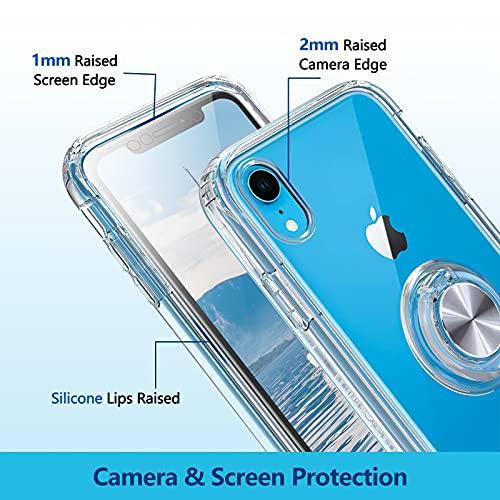 1mm Raised
Screen Edge
2mm Raised
Camera Edge
Silicone Lips Raised
Camera & Screen Protection